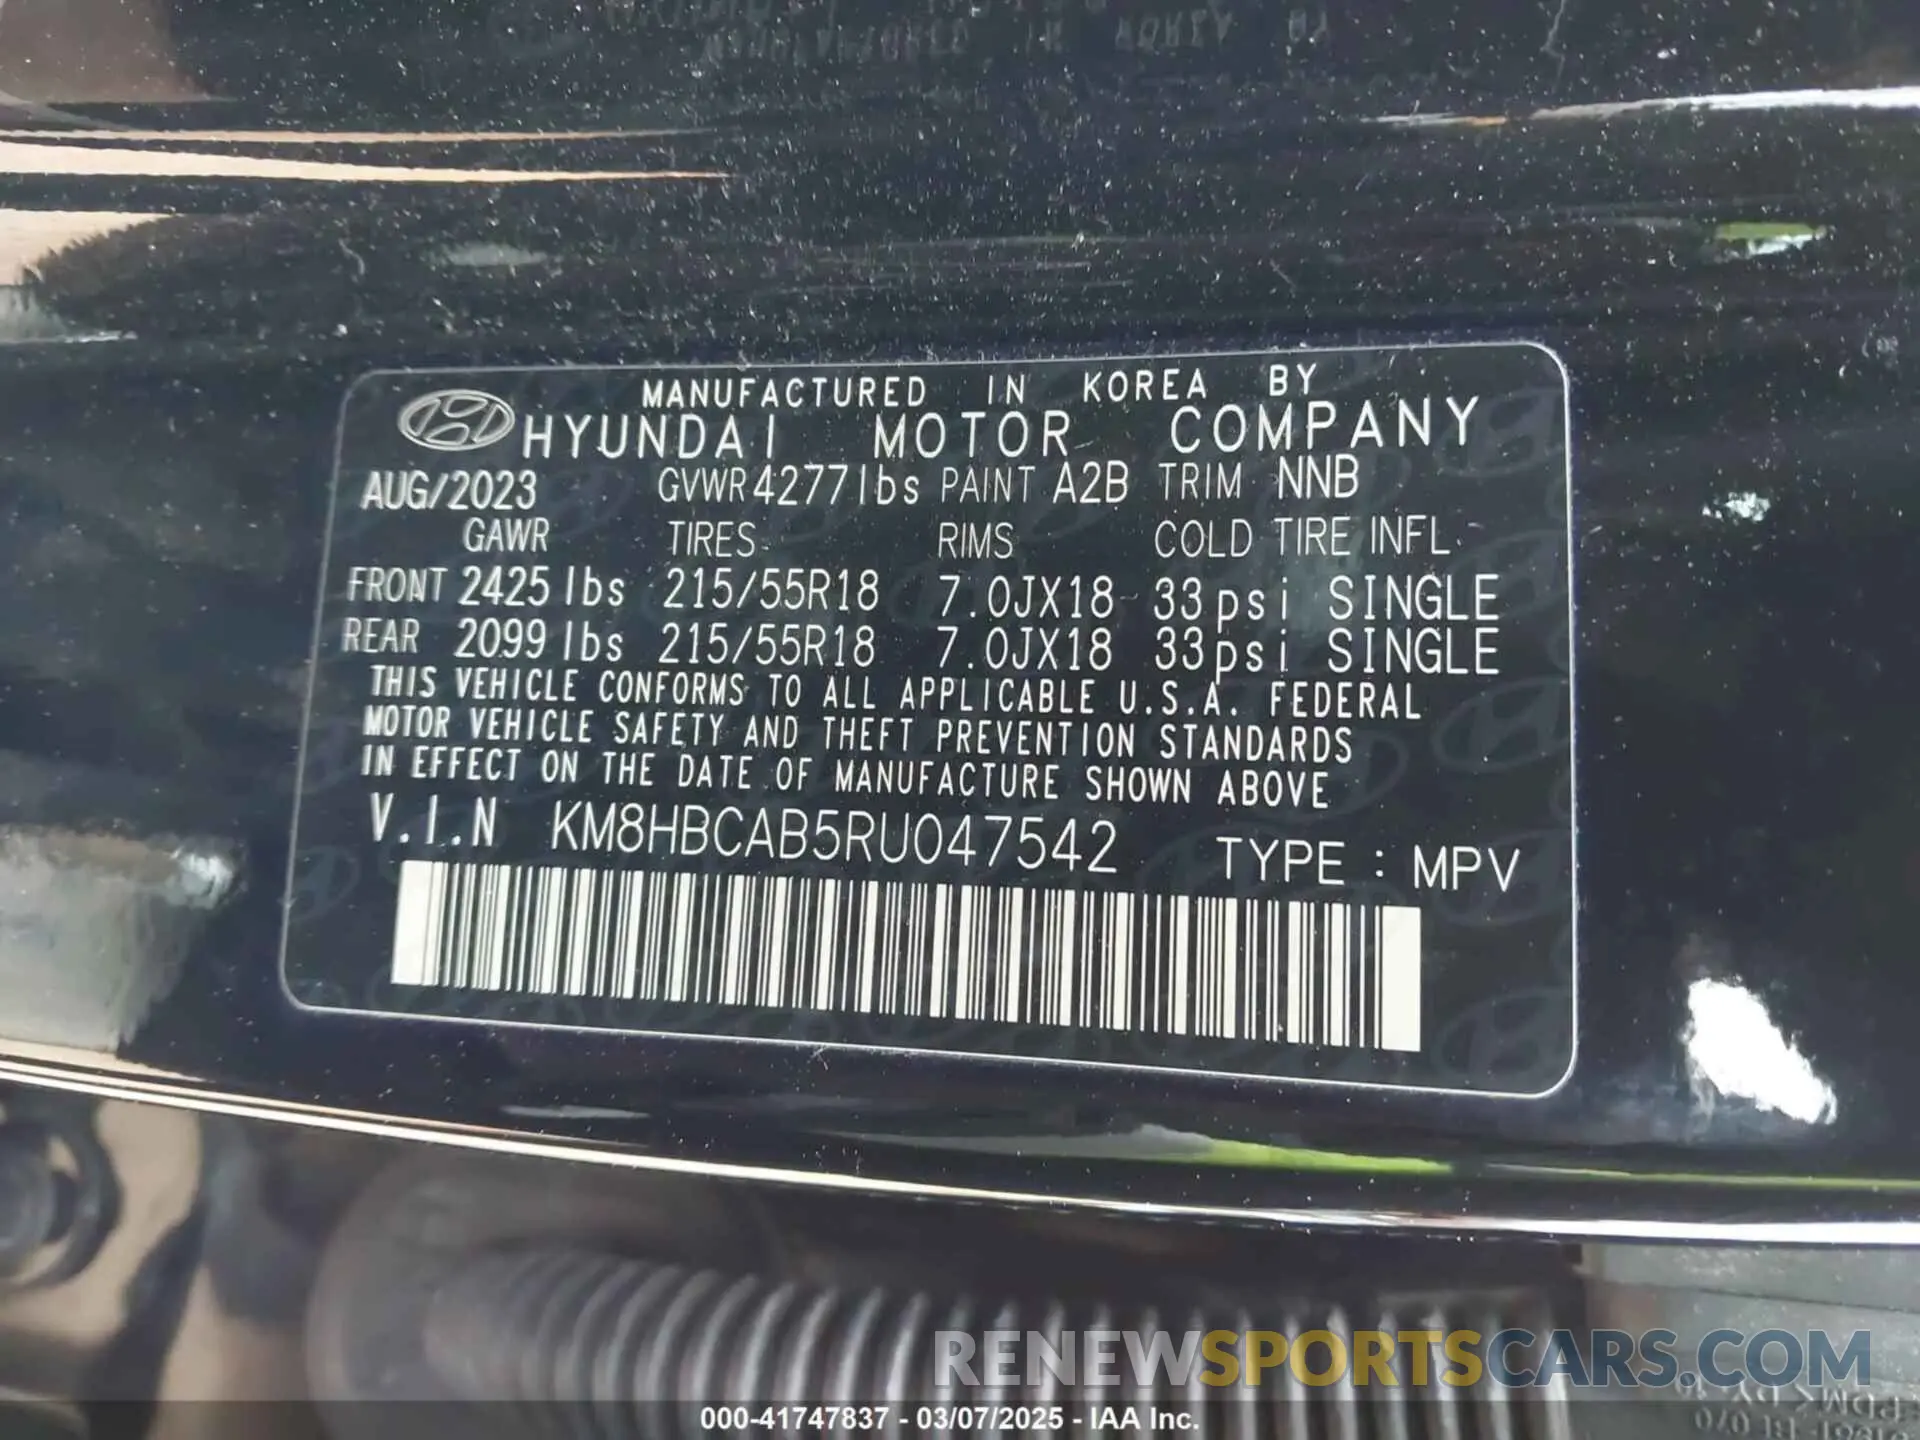 MANUFACTURED IN KOREA BY
HYUNDAI MOTOR COMPANY
AUG/2023 GVWR 4277lbs PAINT A2B TRIM NNB
GAWR TIRES RIMS COLD TIRE INFL.
FRONT 2425 lbs 215/55R18 7.0JX18 33psi SINGLE
REAR 2099 lbs 215/55R18 7.0JX18 33psi SINGLE
THIS VEHICLE CONFORMS TO ALL APPLICABLE U.S.A. FEDERAL
MOTOR VEHICLE SAFETY AND THEFT PREVENTION STANDARDS
IN EFFECT ON THE DATE OF MANUFACTURE SHOWN ABOVE
V.I.N KM8HBCAB5RU047542 TYPE : MPV
RENEWSPORTSCARS.COM
000-41747837 - 03/07/2025 - IAA Inc.